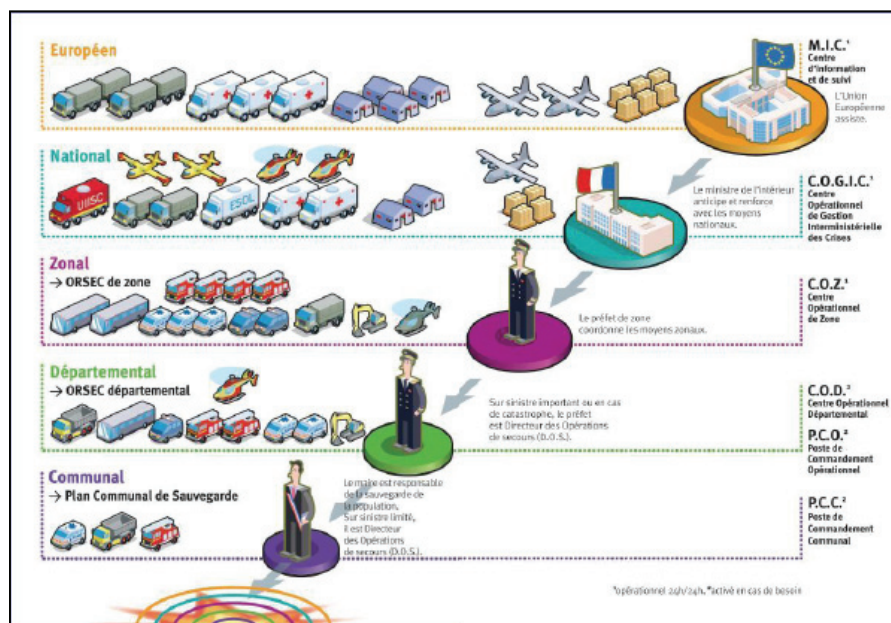 Européen
M.I.C.¹
Centre
d'Information
et de suivi
L'Union
Européenne
assiste.
National
UIISC
ESOL
Le ministre de l'Intérieur
anticipe et renforce
avec les moyens
nationaux.
C.O.G.I.C.¹
Centre
Opérationnel
de Gestion
Interministérielle
des Crises
Zonal
→ ORSEC de zone
Le préfet de zone
coordonne les moyens zonaux.
C.O.Z.¹
Centre
Opérationnel
de Zone
Départemental
→ ORSEC départemental
Sur sinistre important ou en cas
de catastrophe, le préfet
est Directeur des Opérations
de secours (D.O.S.).
C.O.D.²
Centre Opérationnel
Départemental
P.C.O.²
Poste de
Commandement
Opérationnel
Communal
→ Plan Communal de Sauvegarde
Le maire est responsable
de la sauvegarde de
la population.
Sur sinistre limité,
il est Directeur
des Opérations
de secours (D.O.S.).
P.C.C.²
Poste de
Commandement
Communal
¹opérationnel 24h/24h, ²activé en cas de besoin